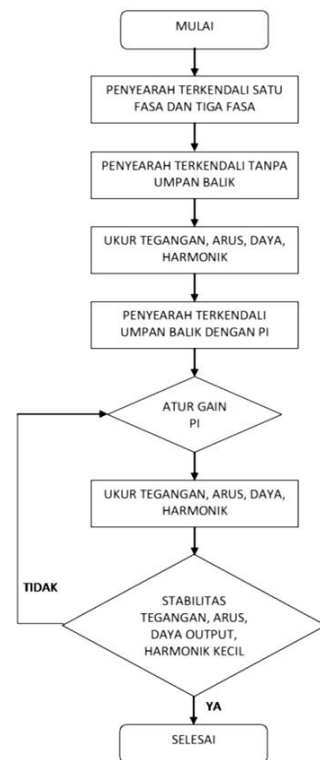 MULAI
PENYEARAH TERKENDALI SATU
FASA DAN TIGA FASA
PENYEARAH TERKENDALI TANPA
UMPAN BALIK
UKUR TEGANGAN, ARUS, DAYA,
HARMONIK
PENYEARAH TERKENDALI
UMPAN BALIK DENGAN PI
ATUR GAIN
PI
UKUR TEGANGAN, ARUS, DAYA,
HARMONIK
TIDAK
STABILITAS
TEGANGAN, ARUS,
DAYA OUTPUT,
HARMONIK KECIL
YA
SELESAI